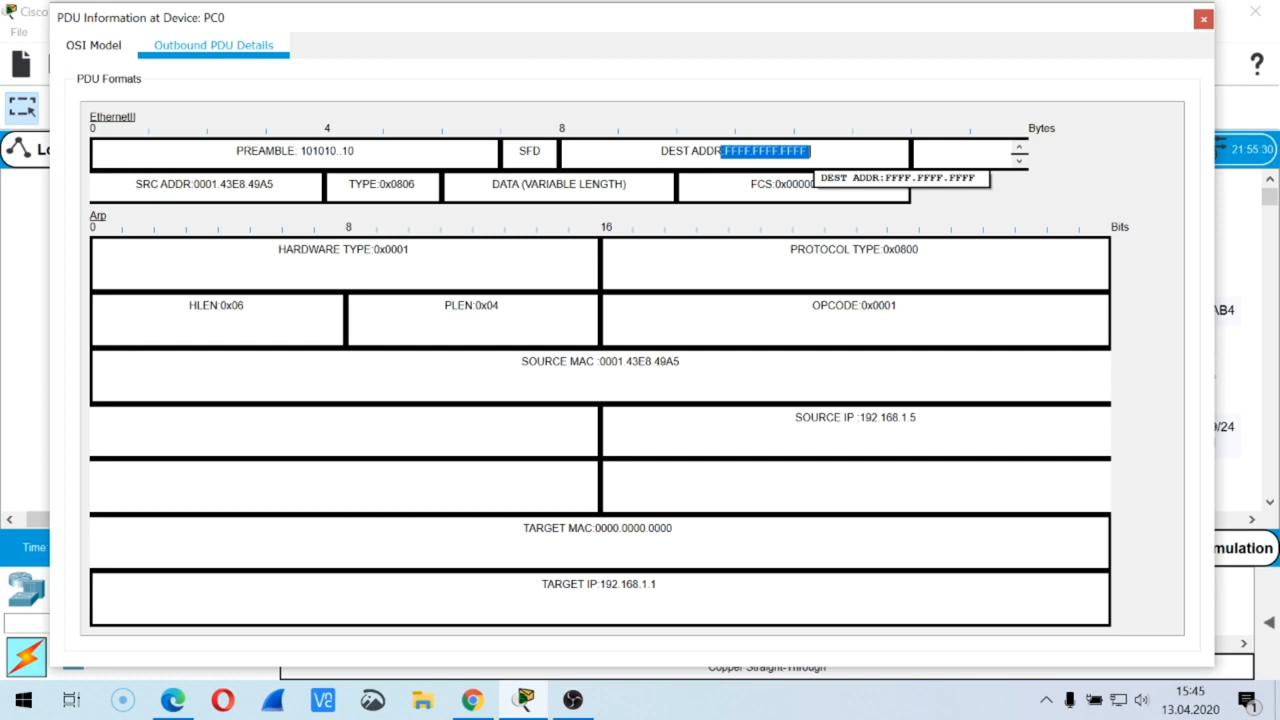 Cisco
PDU Information at Device: PC0
File
OSI Model
Outbound PDU Details
PDU Formats
EthernetII
0 4 8 Bytes
PREAMBLE: 101010..10
SFD
DEST ADDR:FFFF.FFFF.FFFF
21:55:30
SRC ADDR:0001.43E8.49A5
TYPE:0x0806
DATA (VARIABLE LENGTH)
FCS:0x00000
DEST ADDR:FFFF.FFFF.FFFF
Arp
0 8 16 Bits
HARDWARE TYPE:0x0001
PROTOCOL TYPE:0x0800
HLEN:0x06
PLEN:0x04
OPCODE:0x0001
AB4
SOURCE MAC :0001.43E8.49A5
SOURCE IP :192.168.1.5
/24
TARGET MAC:0000.0000.0000
Time:
mulation
TARGET IP:192.168.1.1
Copper Straight-Through
15:45
13.04.2020
1